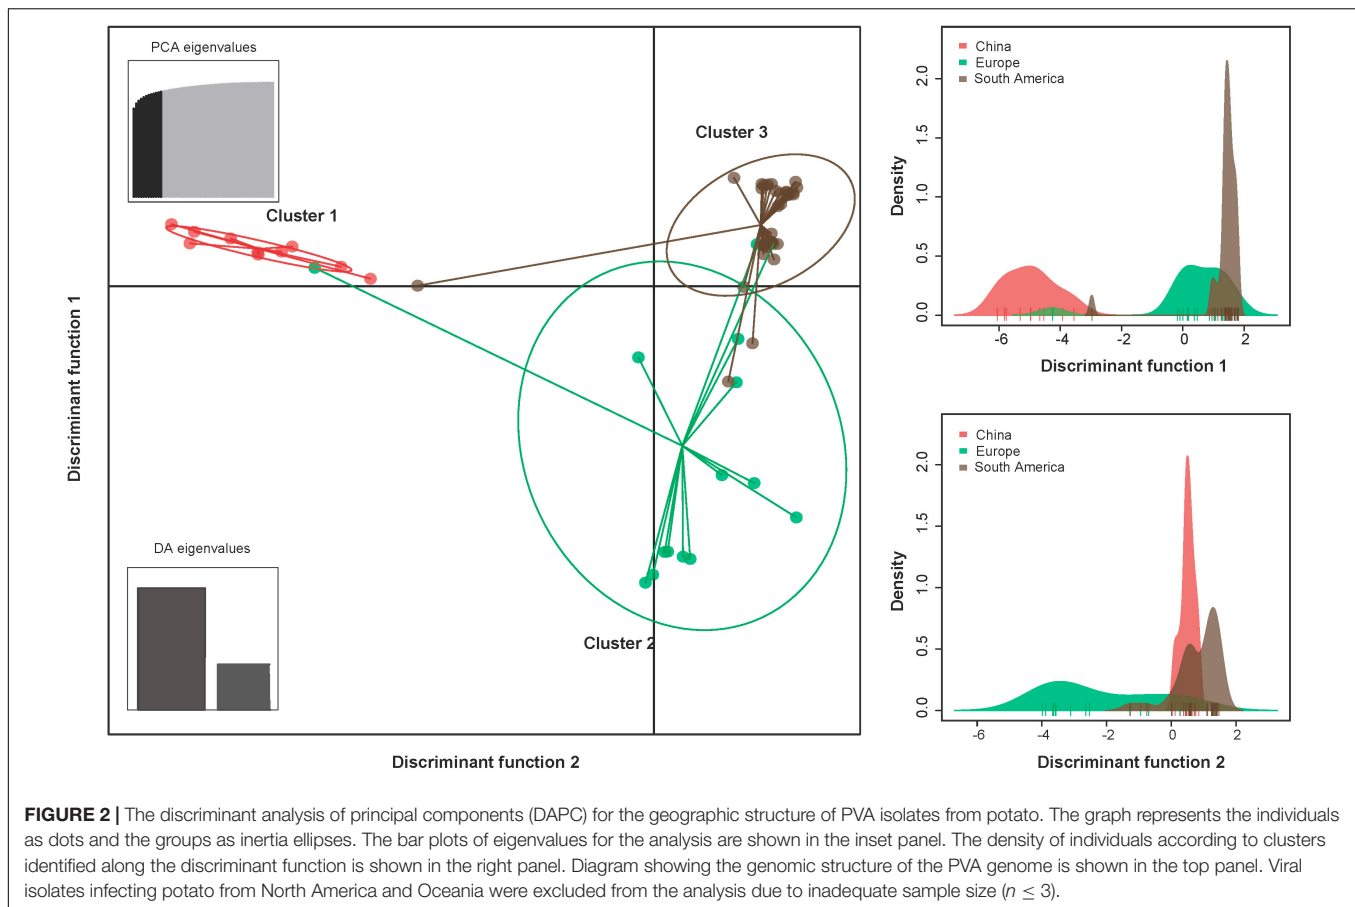 PCA eigenvalues
Cluster 1
Cluster 3
Cluster 2
DA eigenvalues
Discriminant function 1
Discriminant function 2
China
Europe
South America
Density
0.0
0.5
1.0
1.5
2.0
-6
-4
-2
0
2
Discriminant function 1
China
Europe
South America
Density
0.0
0.5
1.0
1.5
2.0
-6
-4
-2
0
2
Discriminant function 2
FIGURE 2 | The discriminant analysis of principal components (DAPC) for the geographic structure of PVA isolates from potato. The graph represents the individuals
as dots and the groups as inertia ellipses. The bar plots of eigenvalues for the analysis are shown in the inset panel. The density of individuals according to clusters
identified along the discriminant function is shown in the right panel. Diagram showing the genomic structure of the PVA genome is shown in the top panel. Viral
isolates infecting potato from North America and Oceania were excluded from the analysis due to inadequate sample size (n ≤ 3).